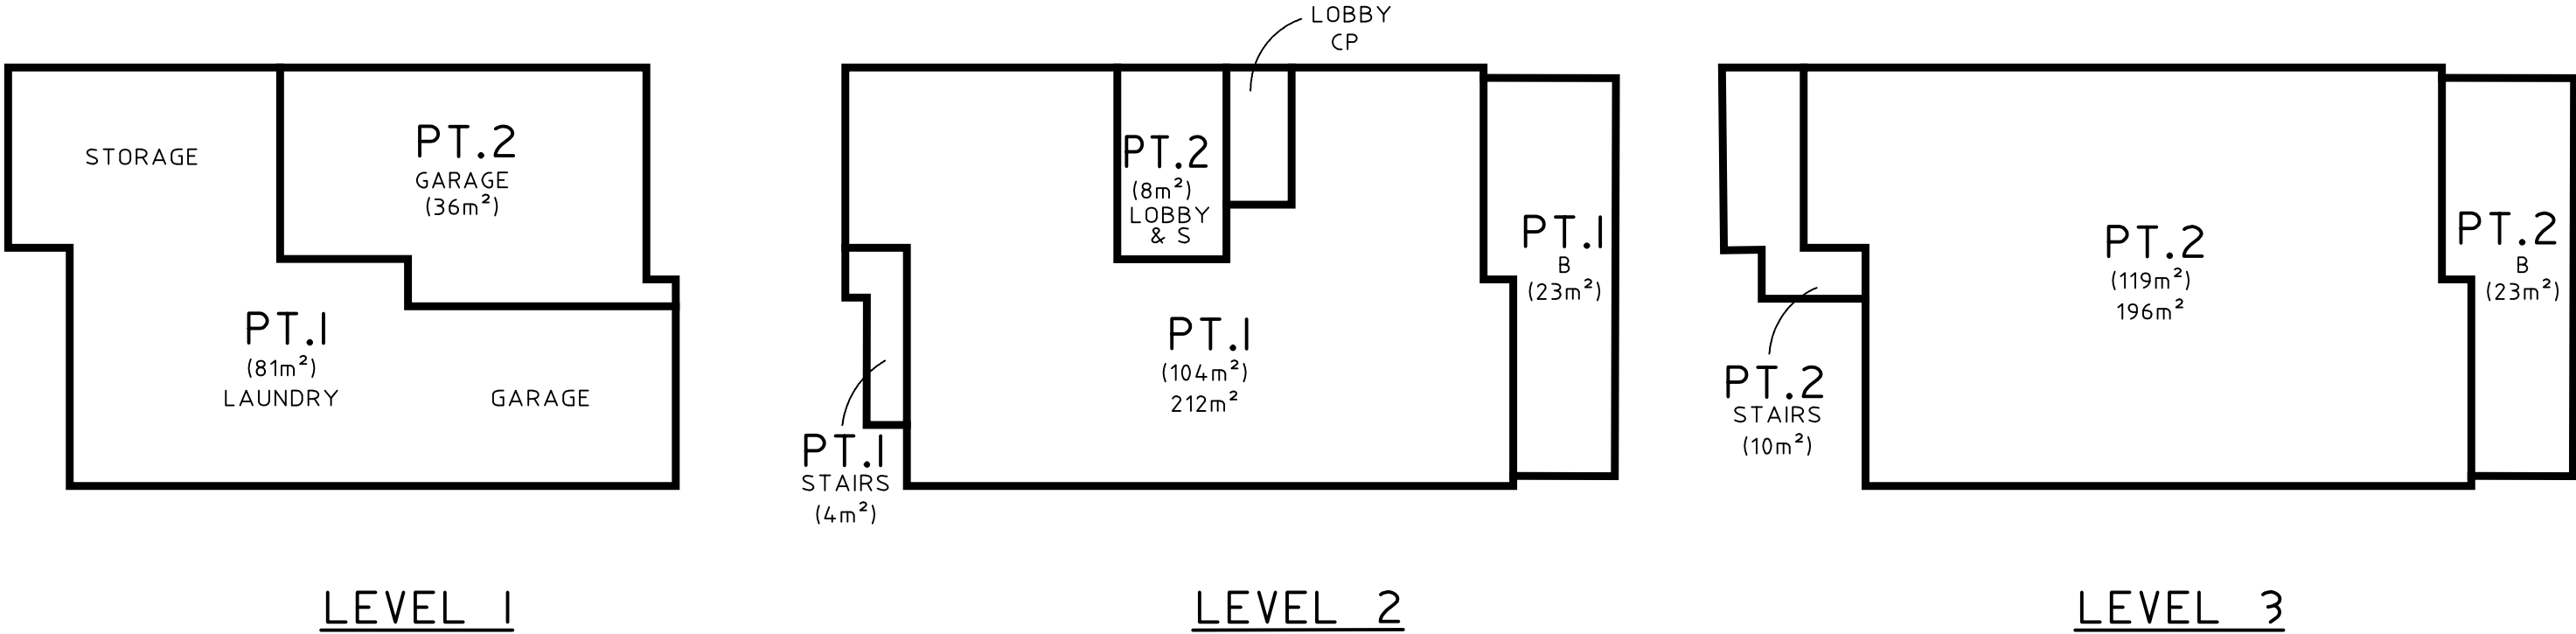 STORAGE
PT.2
GARAGE
(36m²)
PT.1
(81m²)
LAUNDRY
GARAGE
LEVEL 1
LOBBY
CP
PT.2
(8m²)
LOBBY
& S
PT.1
B
(23m²)
PT.1
(104m²)
212m²
PT.1
STAIRS
(4m²)
LEVEL 2
PT.2
(119m²)
196m²
PT.2
B
(23m²)
PT.2
STAIRS
(10m²)
LEVEL 3